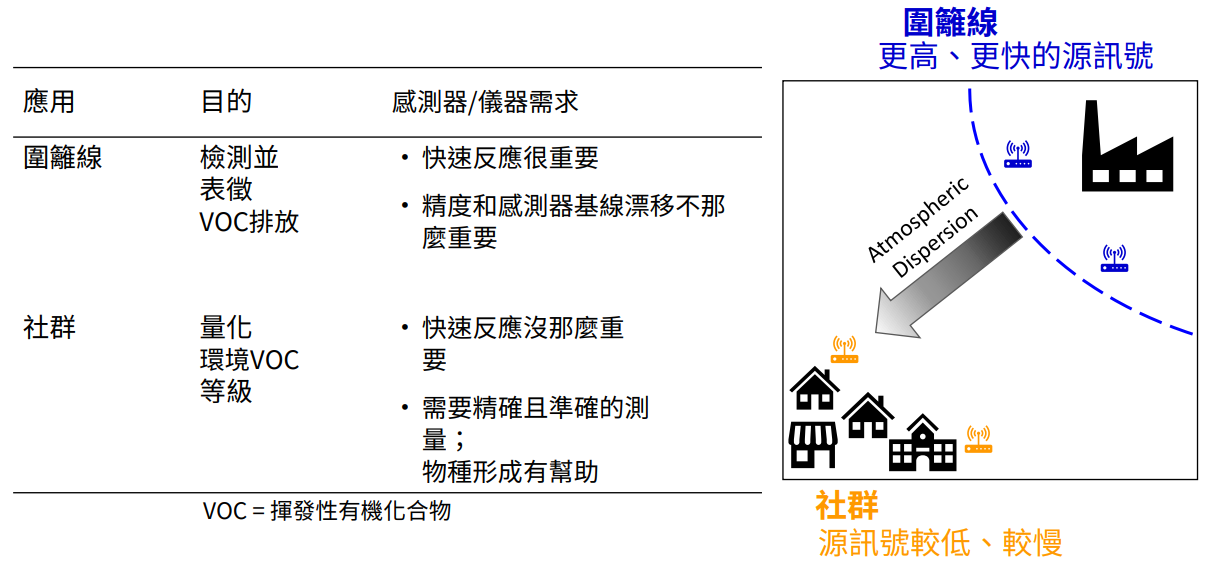 圍籬線
更高、更快的源訊號
應用 目的 感測器/儀器需求
圍籬線 檢測並
表徵
VOC排放
• 快速反應很重要
• 精度和感測器基線漂移不那
麼重要
社群 量化
環境VOC
等級
• 快速反應沒那麼重
要
• 需要精確且準確的測
量；
物種形成有幫助
VOC = 揮發性有機化合物
Atmospheric
Dispersion
社群
源訊號較低、較慢